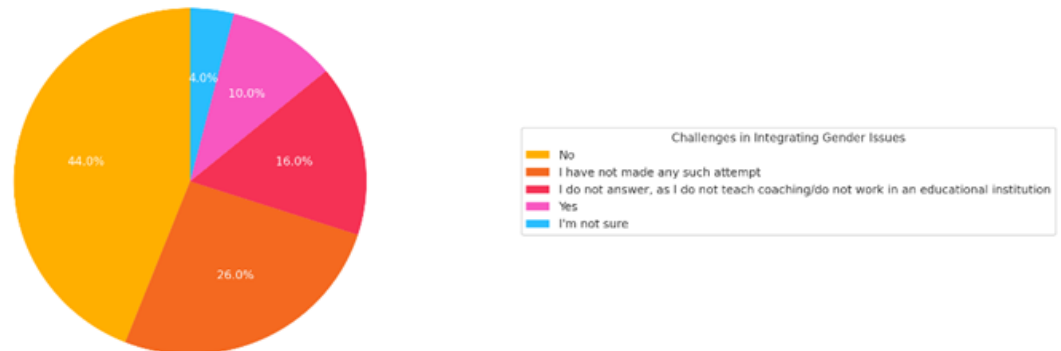 4.0%
10.0%
44.0%
16.0%
26.0%
Challenges in Integrating Gender Issues
No
I have not made any such attempt
I do not answer, as I do not teach coaching/do not work in an educational institution
Yes
I'm not sure